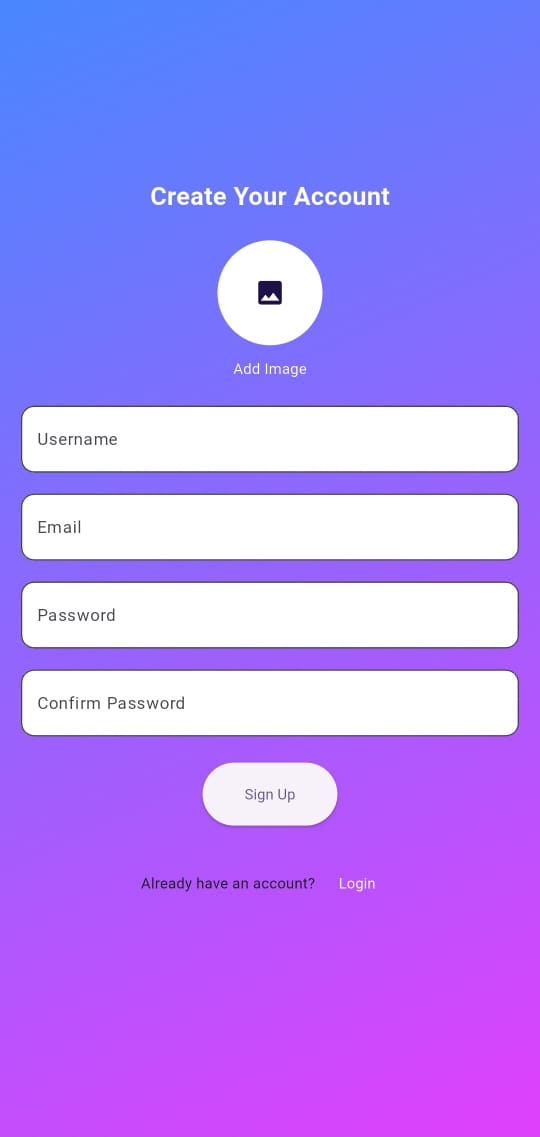 Create Your Account
Add Image
Username
Email
Password
Confirm Password
Sign Up
Already have an account? Login